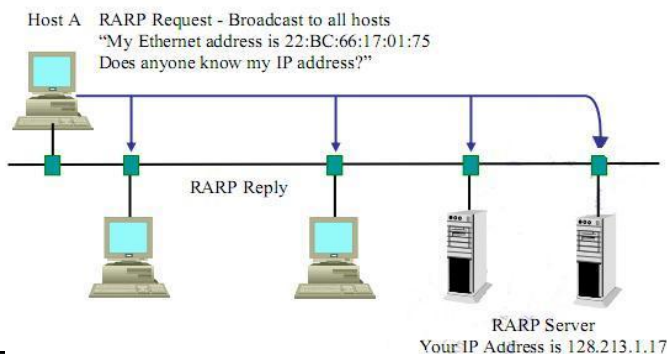 Host A
RARP Request - Broadcast to all hosts
“My Ethernet address is 22:BC:66:17:01:75
Does anyone know my IP address?”
RARP Reply
RARP Server
Your IP Address is 128.213.1.17